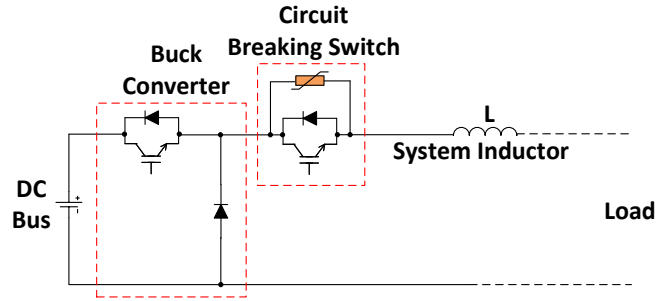 Circuit
Breaking Switch
Buck
Converter
L
System Inductor
DC
Bus
+
-
Load